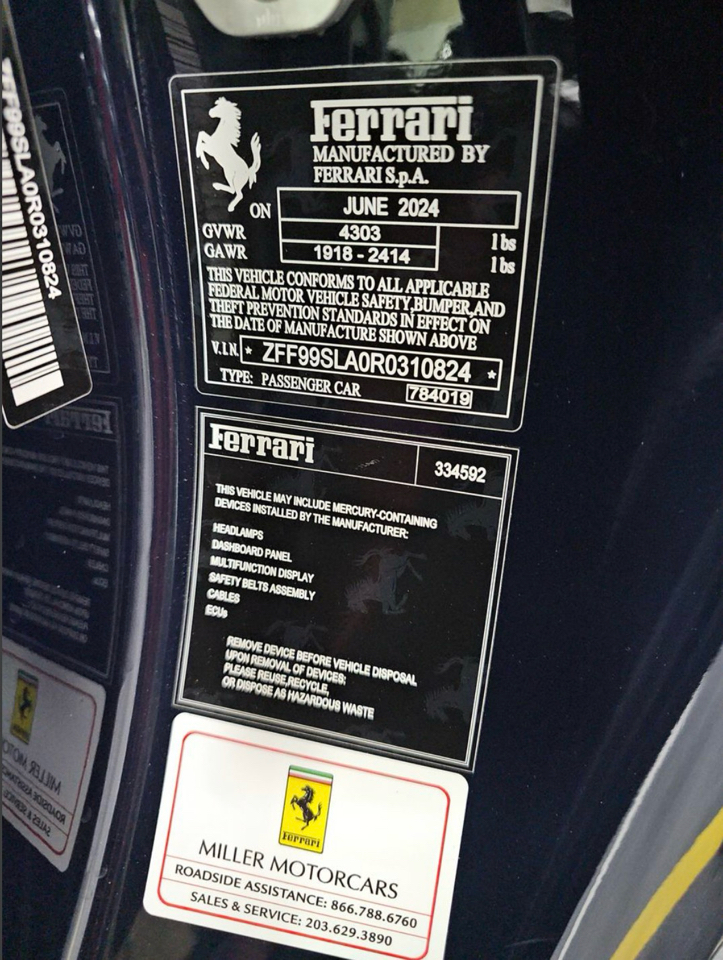 ZFF99SLA0R0310824
Ferrari
MANUFACTURED BY
FERRARI S.p.A.
ON JUNE 2024
GVWR 4303 lbs
GAWR 1918 - 2414 lbs
THIS VEHICLE CONFORMS TO ALL APPLICABLE
FEDERAL MOTOR VEHICLE SAFETY,BUMPER,AND
THEFT PREVENTION STANDARDS IN EFFECT ON
THE DATE OF MANUFACTURE SHOWN ABOVE
V.I.N. * ZFF99SLA0R0310824 *
TYPE: PASSENGER CAR 784019
Ferrari 334592
THIS VEHICLE MAY INCLUDE MERCURY-CONTAINING
DEVICES INSTALLED BY THE MANUFACTURER:
HEADLAMPS
DASHBOARD PANEL
MULTIFUNCTION DISPLAY
SAFETY BELTS ASSEMBLY
CABLES
ECUs
REMOVE DEVICE BEFORE VEHICLE DISPOSAL
UPON REMOVAL OF DEVICES:
PLEASE REUSE,RECYCLE,
OR DISPOSE AS HAZARDOUS WASTE
Ferrari
MILLER MOTORCARS
ROADSIDE ASSISTANCE: 866.788.6760
SALES & SERVICE: 203.629.3890